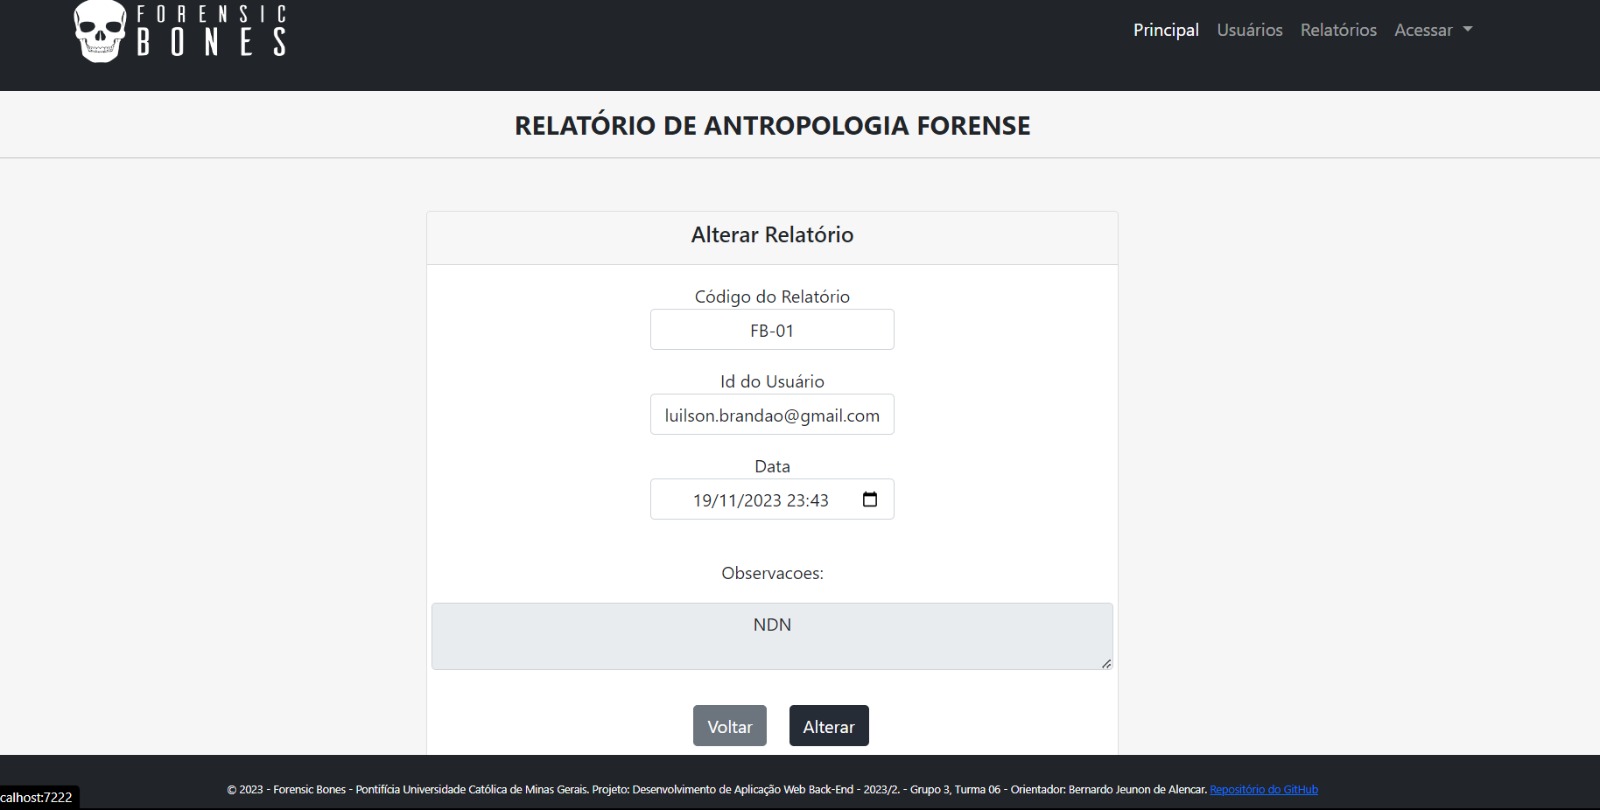 FORENSIC
BONES
Principal Usuários Relatórios Acessar
RELATÓRIO DE ANTROPOLOGIA FORENSE
Alterar Relatório
Código do Relatório
FB-01
Id do Usuário
luilson.brandao@gmail.com
Data
19/11/2023 23:43
Observacoes:
NDN
Voltar Alterar
© 2023 - Forensic Bones - Pontifícia Universidade Católica de Minas Gerais. Projeto: Desenvolvimento de Aplicação Web Back-End - 2023/2. - Grupo 3, Turma 06 - Orientador: Bernardo Jeunon de Alencar. Repositório do GitHub
calhost:7222